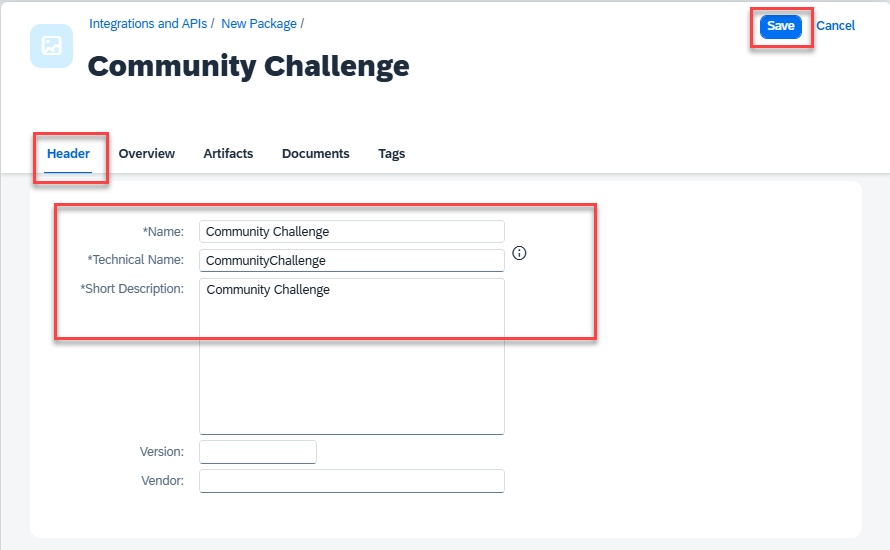 Integrations and APIs / New Package /
Save
Cancel
Community Challenge
Header
Overview
Artifacts
Documents
Tags
*Name: Community Challenge
*Technical Name: CommunityChallenge
*Short Description: Community Challenge
Version:
Vendor: